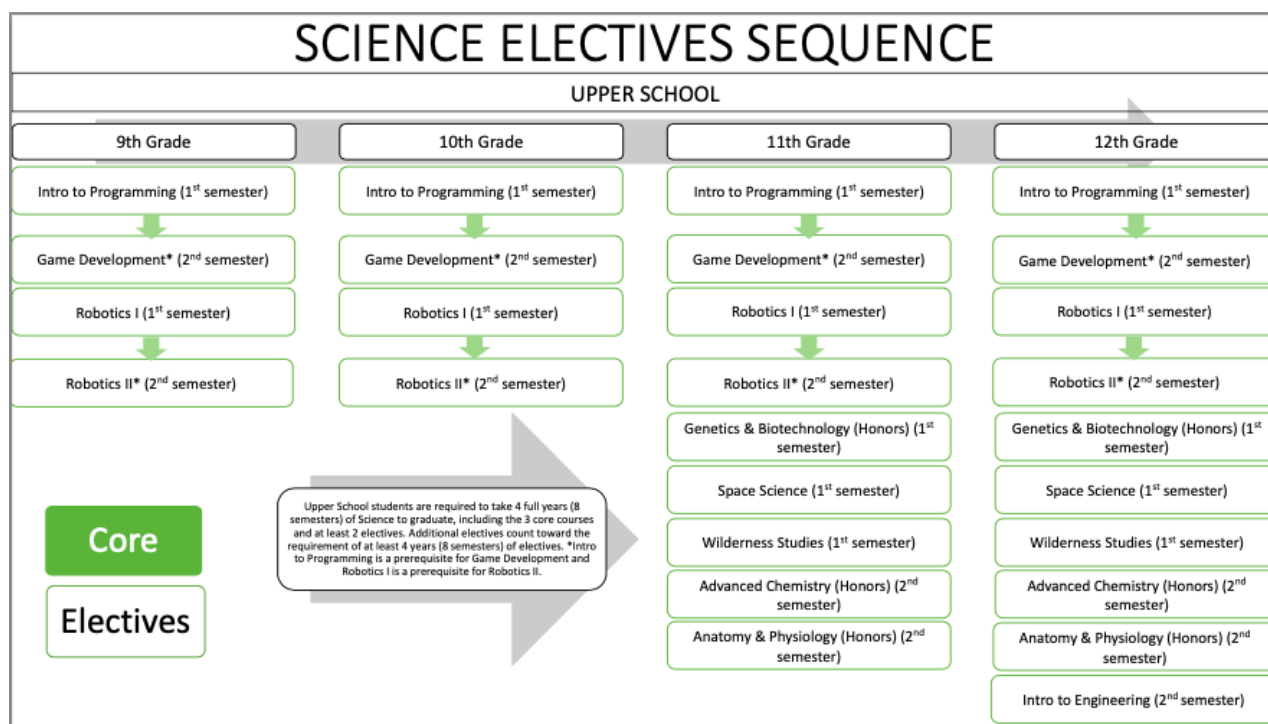 SCIENCE ELECTIVES SEQUENCE
UPPER SCHOOL
9th Grade
Intro to Programming (1st semester)
Game Development* (2nd semester)
Robotics I (1st semester)
Robotics II* (2nd semester)
10th Grade
Intro to Programming (1st semester)
Game Development* (2nd semester)
Robotics I (1st semester)
Robotics II* (2nd semester)
11th Grade
Intro to Programming (1st semester)
Game Development* (2nd semester)
Robotics I (1st semester)
Robotics II* (2nd semester)
Genetics & Biotechnology (Honors) (1st
semester)
Space Science (1st semester)
Wilderness Studies (1st semester)
Advanced Chemistry (Honors) (2nd
semester)
Anatomy & Physiology (Honors) (2nd
semester)
12th Grade
Intro to Programming (1st semester)
Game Development* (2nd semester)
Robotics I (1st semester)
Robotics II* (2nd semester)
Genetics & Biotechnology (Honors) (1st
semester)
Space Science (1st semester)
Wilderness Studies (1st semester)
Advanced Chemistry (Honors) (2nd
semester)
Anatomy & Physiology (Honors) (2nd
semester)
Intro to Engineering (2nd semester)
Core
Electives
Upper School students are required to take 4 full years (8
semesters) of Science to graduate, including the 3 core courses
and at least 2 electives. Additional electives count toward the
requirement of at least 4 years (8 semesters) of electives. *Intro
to Programming is a prerequisite for Game Development and
Robotics I is a prerequisite for Robotics II.